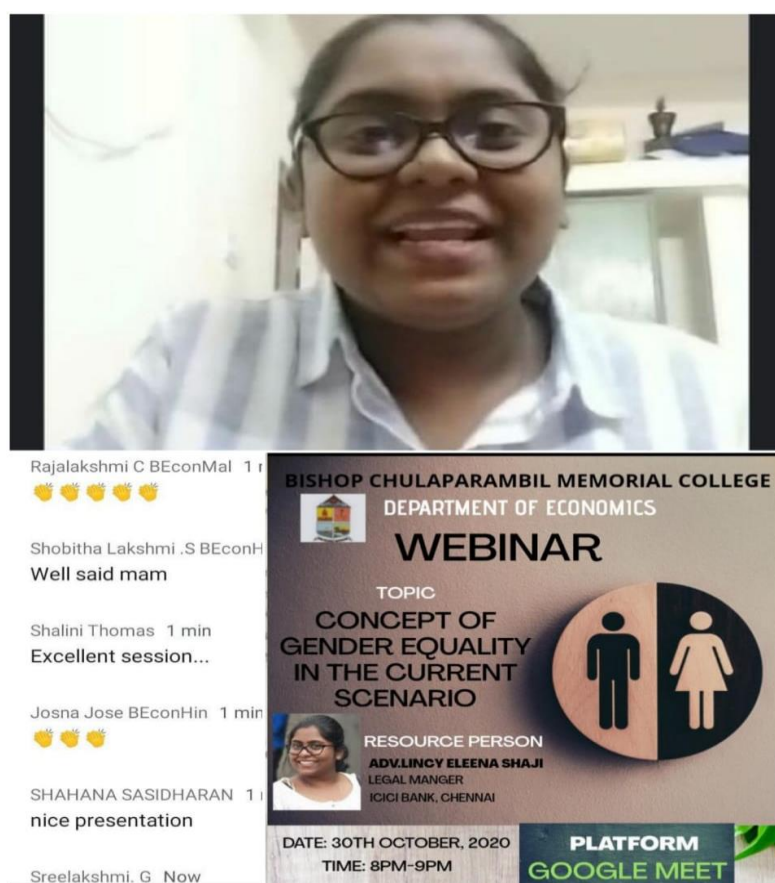 Rajalakshmi C BEconMal 1
👏👏👏👏👏
Shobitha Lakshmi .S BEconH
Well said mam
Shalini Thomas 1 min
Excellent session...
Josna Jose BEconHin 1 min
👏👏👏
SHAHANA SASIDHARAN 1
nice presentation
Sreelakshmi. G Now
BISHOP CHULAPARAMBIL MEMORIAL COLLEGE
DEPARTMENT OF ECONOMICS
WEBINAR
TOPIC
CONCEPT OF
GENDER EQUALITY
IN THE CURRENT
SCENARIO
RESOURCE PERSON
ADV.LINCY ELEENA SHAJI
LEGAL MANGER
ICICI BANK, CHENNAI
DATE: 30TH OCTOBER, 2020
TIME: 8PM-9PM
PLATFORM
GOOGLE MEET